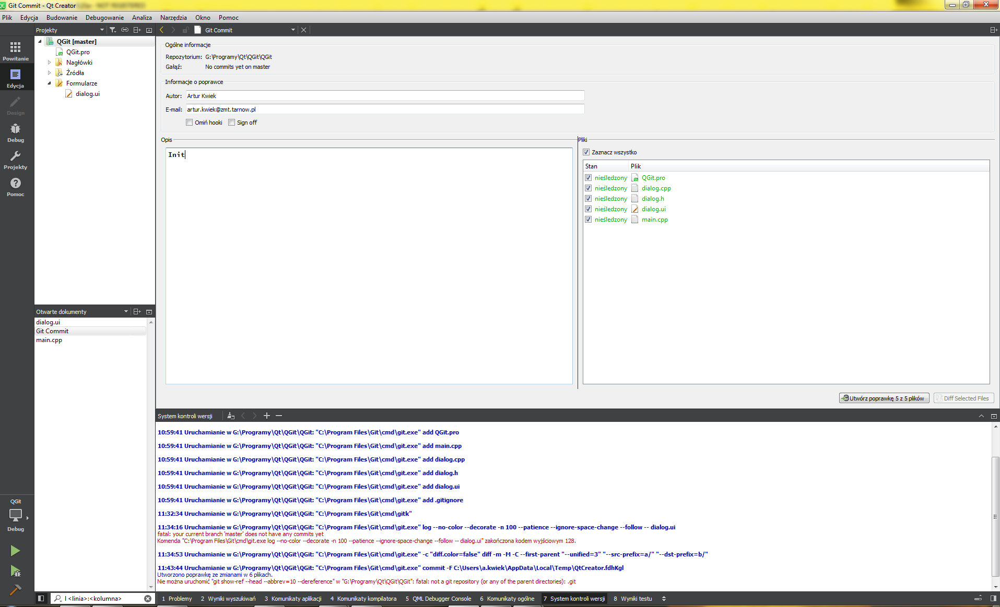 Git Commit - Qt Creator
Plik Edycja Budowanie Debugowanie Analiza Narzędzia Okno Pomoc
Projekty
Git Commit
Powitanie
Edycja
Design
Debug
Projekty
Pomoc
QGit [master]
QGit.pro
Nagłówki
Źródła
Formularze
dialog.ui
Otwarte dokumenty
dialog.ui
Git Commit
main.cpp
Ogólne informacje
Repozytorium: G:\Programy\Qt\QGit\QGit
Gałąź: No commits yet on master
Informacje o poprawce
Autor: Artur Kwiek
E-mail: artur.kwiek@zmt.tarnow.pl
Omiń hooki Sign off
Opis
Init
Pliki
Zaznacz wszystko
Stan Plik
nieśledzony QGit.pro
nieśledzony dialog.cpp
nieśledzony dialog.h
nieśledzony dialog.ui
nieśledzony main.cpp
Utwórz poprawkę 5 z 5 plików Diff Selected Files
System kontroli wersji
10:59:41 Uruchamianie w G:\Programy\Qt\QGit\QGit: "C:\Program Files\Git\cmd\git.exe" add QGit.pro
10:59:41 Uruchamianie w G:\Programy\Qt\QGit\QGit: "C:\Program Files\Git\cmd\git.exe" add main.cpp
10:59:41 Uruchamianie w G:\Programy\Qt\QGit\QGit: "C:\Program Files\Git\cmd\git.exe" add dialog.cpp
10:59:41 Uruchamianie w G:\Programy\Qt\QGit\QGit: "C:\Program Files\Git\cmd\git.exe" add dialog.h
10:59:41 Uruchamianie w G:\Programy\Qt\QGit\QGit: "C:\Program Files\Git\cmd\git.exe" add dialog.ui
10:59:41 Uruchamianie w G:\Programy\Qt\QGit\QGit: "C:\Program Files\Git\cmd\git.exe" add .gitignore
11:32:34 Uruchamianie w G:\Programy\Qt\QGit\QGit: "C:\Program Files\Git\cmd\gitk"
11:34:16 Uruchamianie w G:\Programy\Qt\QGit\QGit: "C:\Program Files\Git\cmd\git.exe" log --no-color --decorate -n 100 --patience --ignore-space-change --follow -- dialog.ui
fatal: your current branch 'master' does not have any commits yet
Komenda "C:\Program Files\Git\cmd\git.exe log --no-color --decorate -n 100 --patience --ignore-space-change --follow -- dialog.ui" zakończona kodem wyjściowym 128.
11:34:53 Uruchamianie w G:\Programy\Qt\QGit\QGit: "C:\Program Files\Git\cmd\git.exe" -c "diff.color=false" diff -m -M -C --first-parent "--unified=3" "--src-prefix=a/" "--dst-prefix=b/"
11:43:44 Uruchamianie w G:\Programy\Qt\QGit\QGit: "C:\Program Files\Git\cmd\git.exe" commit -F C:\Users\a.kwiek\AppData\Local\Temp\QtCreator.fdhKgl
Utworzono poprawkę ze zmianami w 6 plikach.
Nie można uruchomić "git show-ref --head --abbrev=10 --dereference" w "G:\Programy\Qt\QGit\QGit": fatal: not a git repository (or any of the parent directories): .git
QGit
Debug
l <linia>:<kolumna>
1 Problemy 2 Wyniki wyszukiwań 3 Komunikaty aplikacji 4 Komunikaty kompilatora 5 QML Debugger Console 6 Komunikaty ogólne 7 System kontroli wersji 8 Wyniki testu